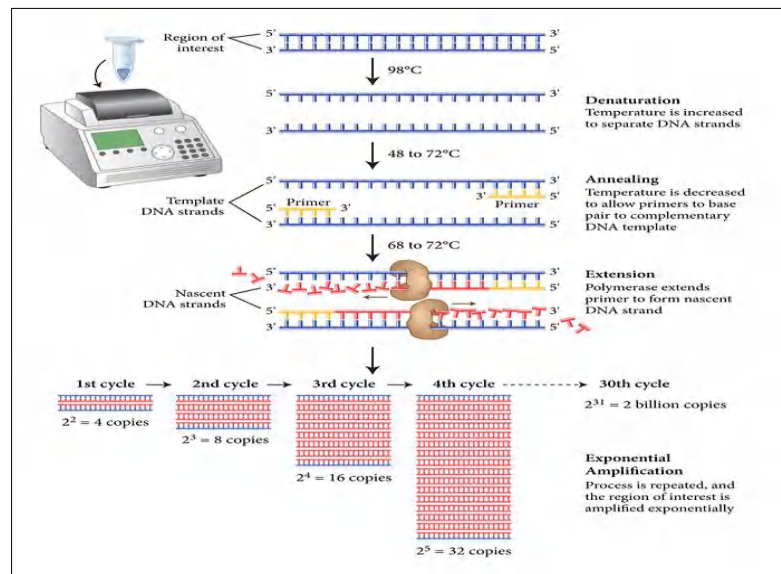 Region of interest
5'
3'
3'
5'
98°C
5'
3'
3'
5'
Denaturation
Temperature is increased
to separate DNA strands
48 to 72°C
Template
DNA strands
5'
3'
3'
5'
Primer
5'
3'
Primer
3'
5'
Annealing
Temperature is decreased
to allow primers to base
pair to complementary
DNA template
68 to 72°C
Nascent
DNA strands
5'
3'
3'
5'
5'
3'
3'
5'
Extension
Polymerase extends
primer to form nascent
DNA strand
1st cycle
2nd cycle
3rd cycle
4th cycle
30th cycle
2² = 4 copies
2³ = 8 copies
2⁴ = 16 copies
2⁵ = 32 copies
2³¹ = 2 billion copies
Exponential
Amplification
Process is repeated, and
the region of interest is
amplified exponentially